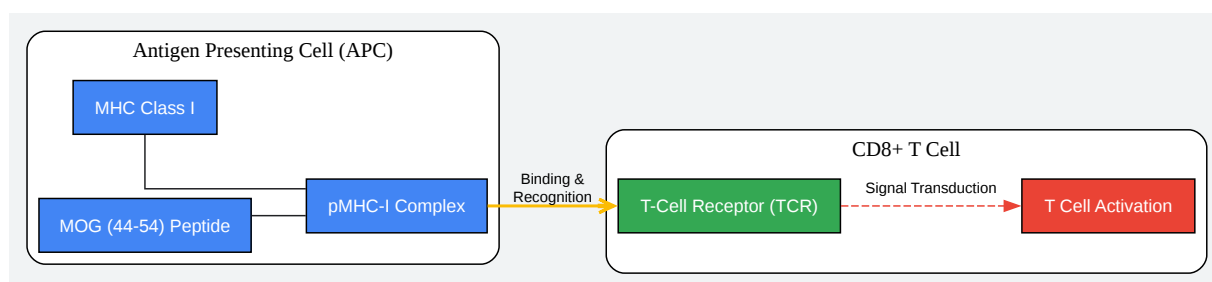 Antigen Presenting Cell (APC)
MHC Class I
MOG (44-54) Peptide
pMHC-I Complex
Binding &
Recognition
CD8+ T Cell
T-Cell Receptor (TCR)
Signal Transduction
T Cell Activation